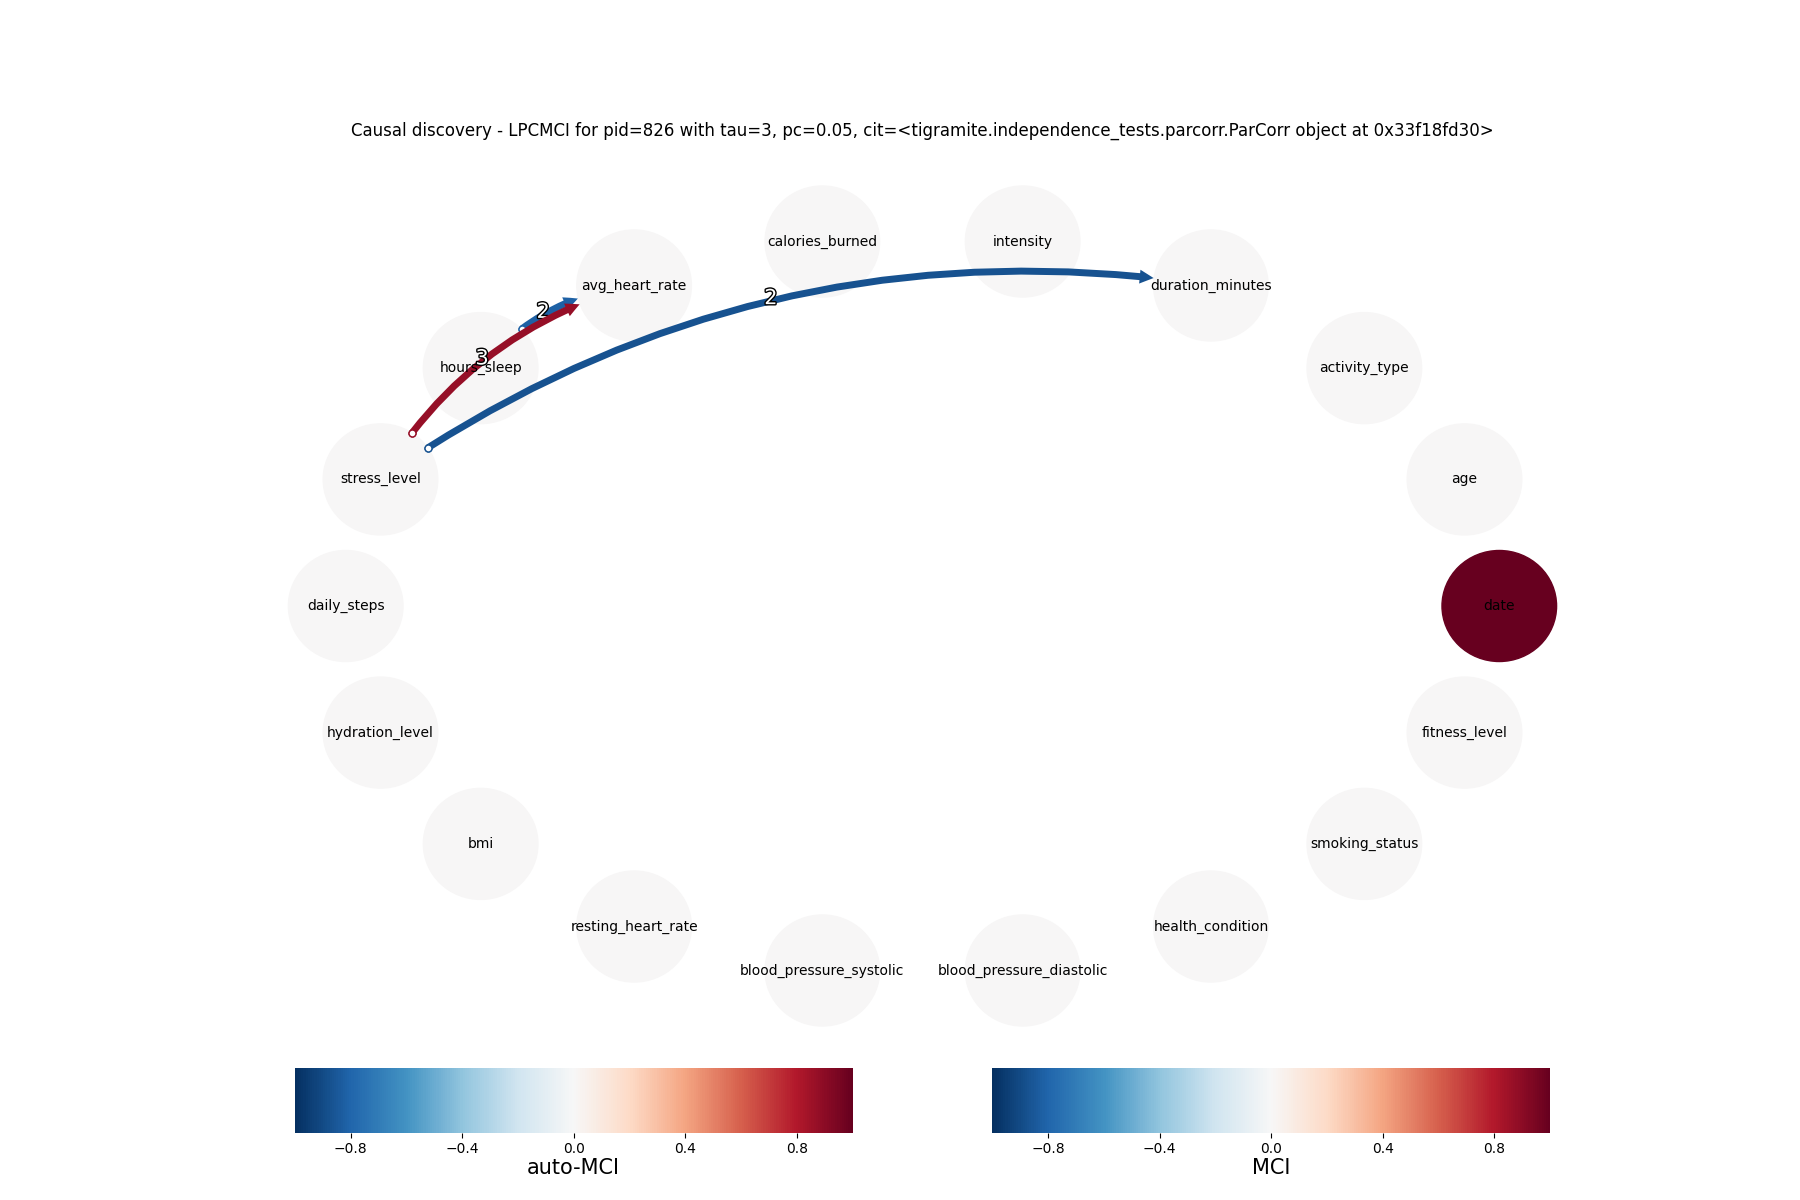 Causal discovery - LPCMCI for pid=826 with tau=3, pc=0.05, cit=<tigramite.independence_tests.parcorr.ParCorr object at 0x33f18fd30>
calories_burned
intensity
avg_heart_rate
duration_minutes
2
2
3
hours_sleep
activity_type
stress_level
age
daily_steps
date
hydration_level
fitness_level
bmi
smoking_status
resting_heart_rate
health_condition
blood_pressure_systolic
blood_pressure_diastolic
−0.8 −0.4 0.0 0.4 0.8
auto-MCI
−0.8 −0.4 0.0 0.4 0.8
MCI